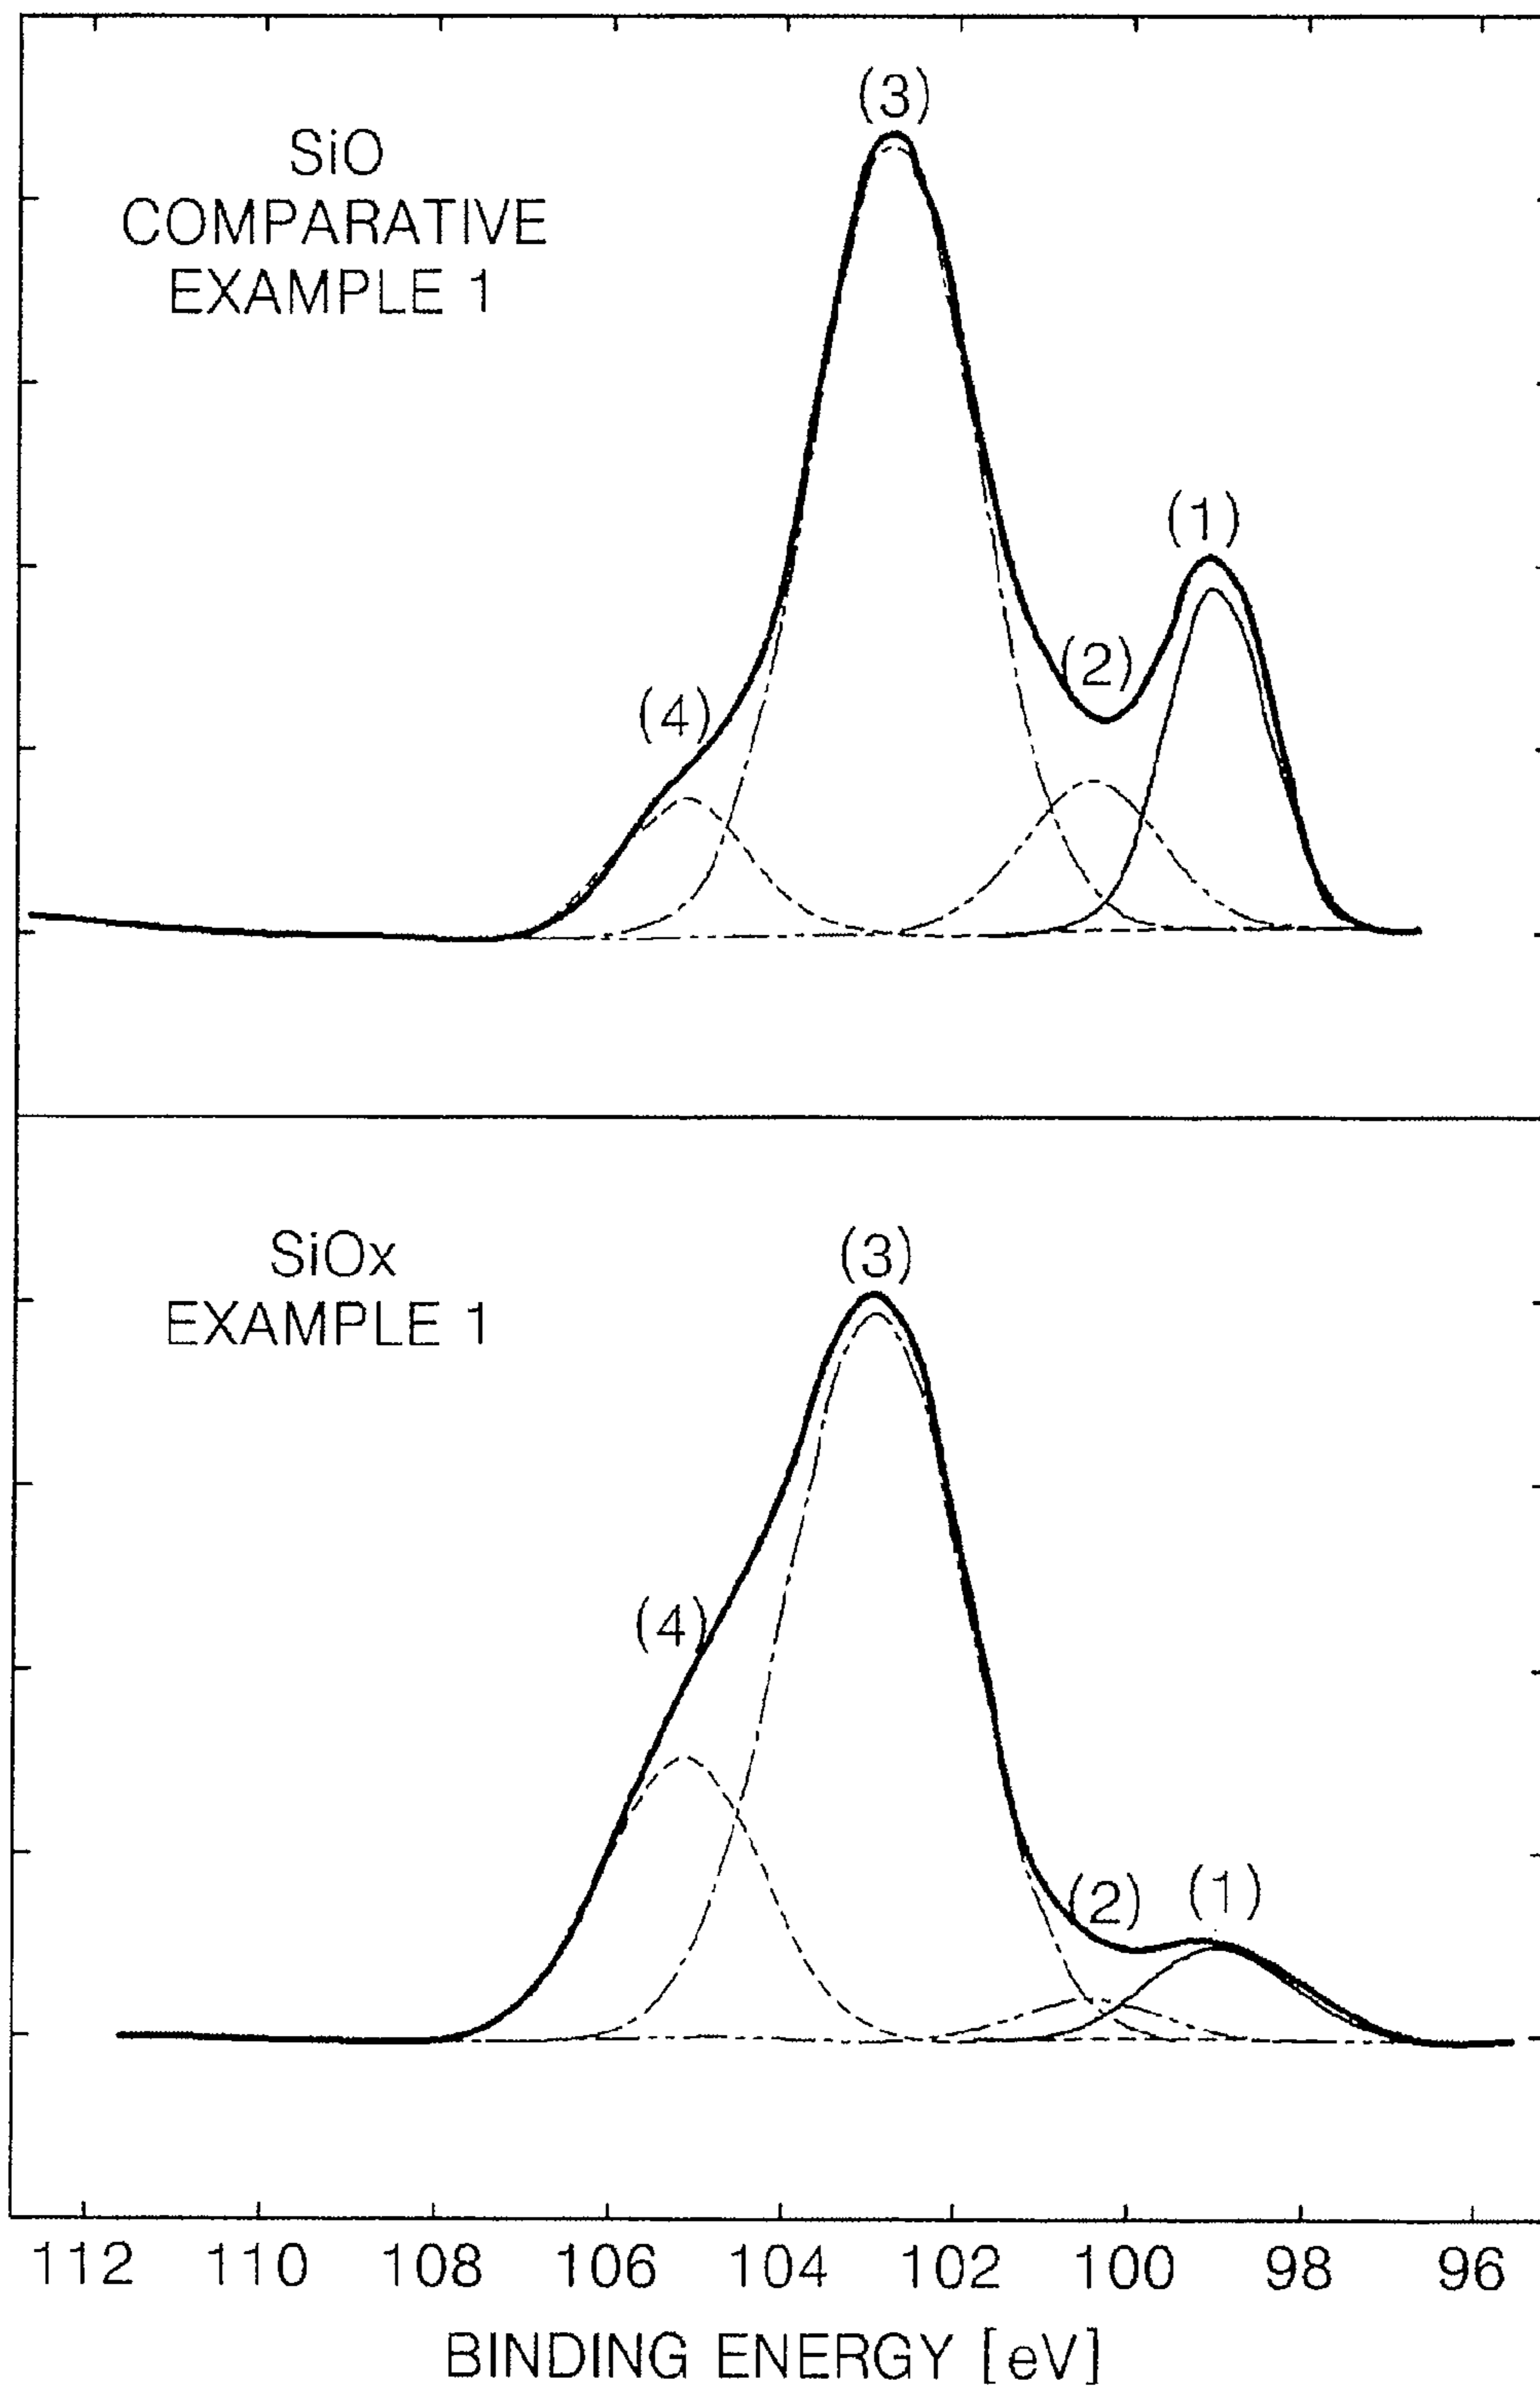 (3)
SiO
COMPARATIVE
EXAMPLE 1
(1)
(2)
(4)
SiOx
EXAMPLE 1
(3)
(4)
(2) (1)
112 110 108 106 104 102 100 98 96
BINDING ENERGY [eV]